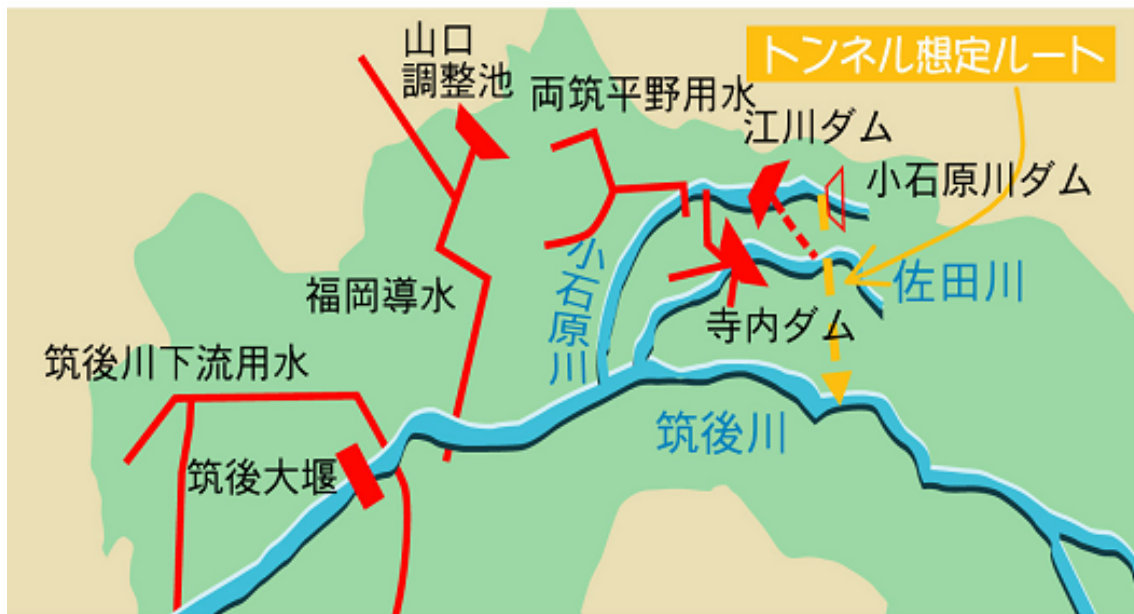 山口
調整池
トンネル想定ルート
両筑平野用水
江川ダム
小石原川ダム
小石原川
佐田川
福岡導水
寺内ダム
筑後川下流用水
筑後川
筑後大堰